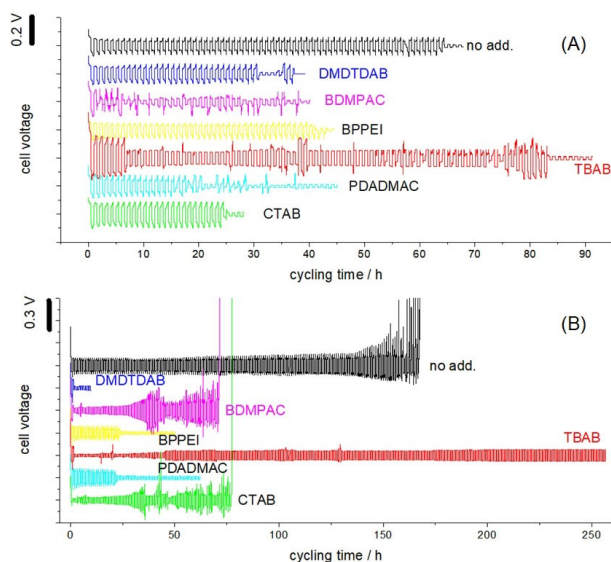 0.2 V
(A)
no add.
DMDTDAB
BDMPAC
BPPEI
TBAB
PDADMAC
CTAB
cell voltage
0 10 20 30 40 50 60 70 80 90
cycling time / h
0.3 V
(B)
no add.
DMDTDAB
BDMPAC
BPPEI
TBAB
PDADMAC
CTAB
cell voltage
0 50 100 150 200 250
cycling time / h